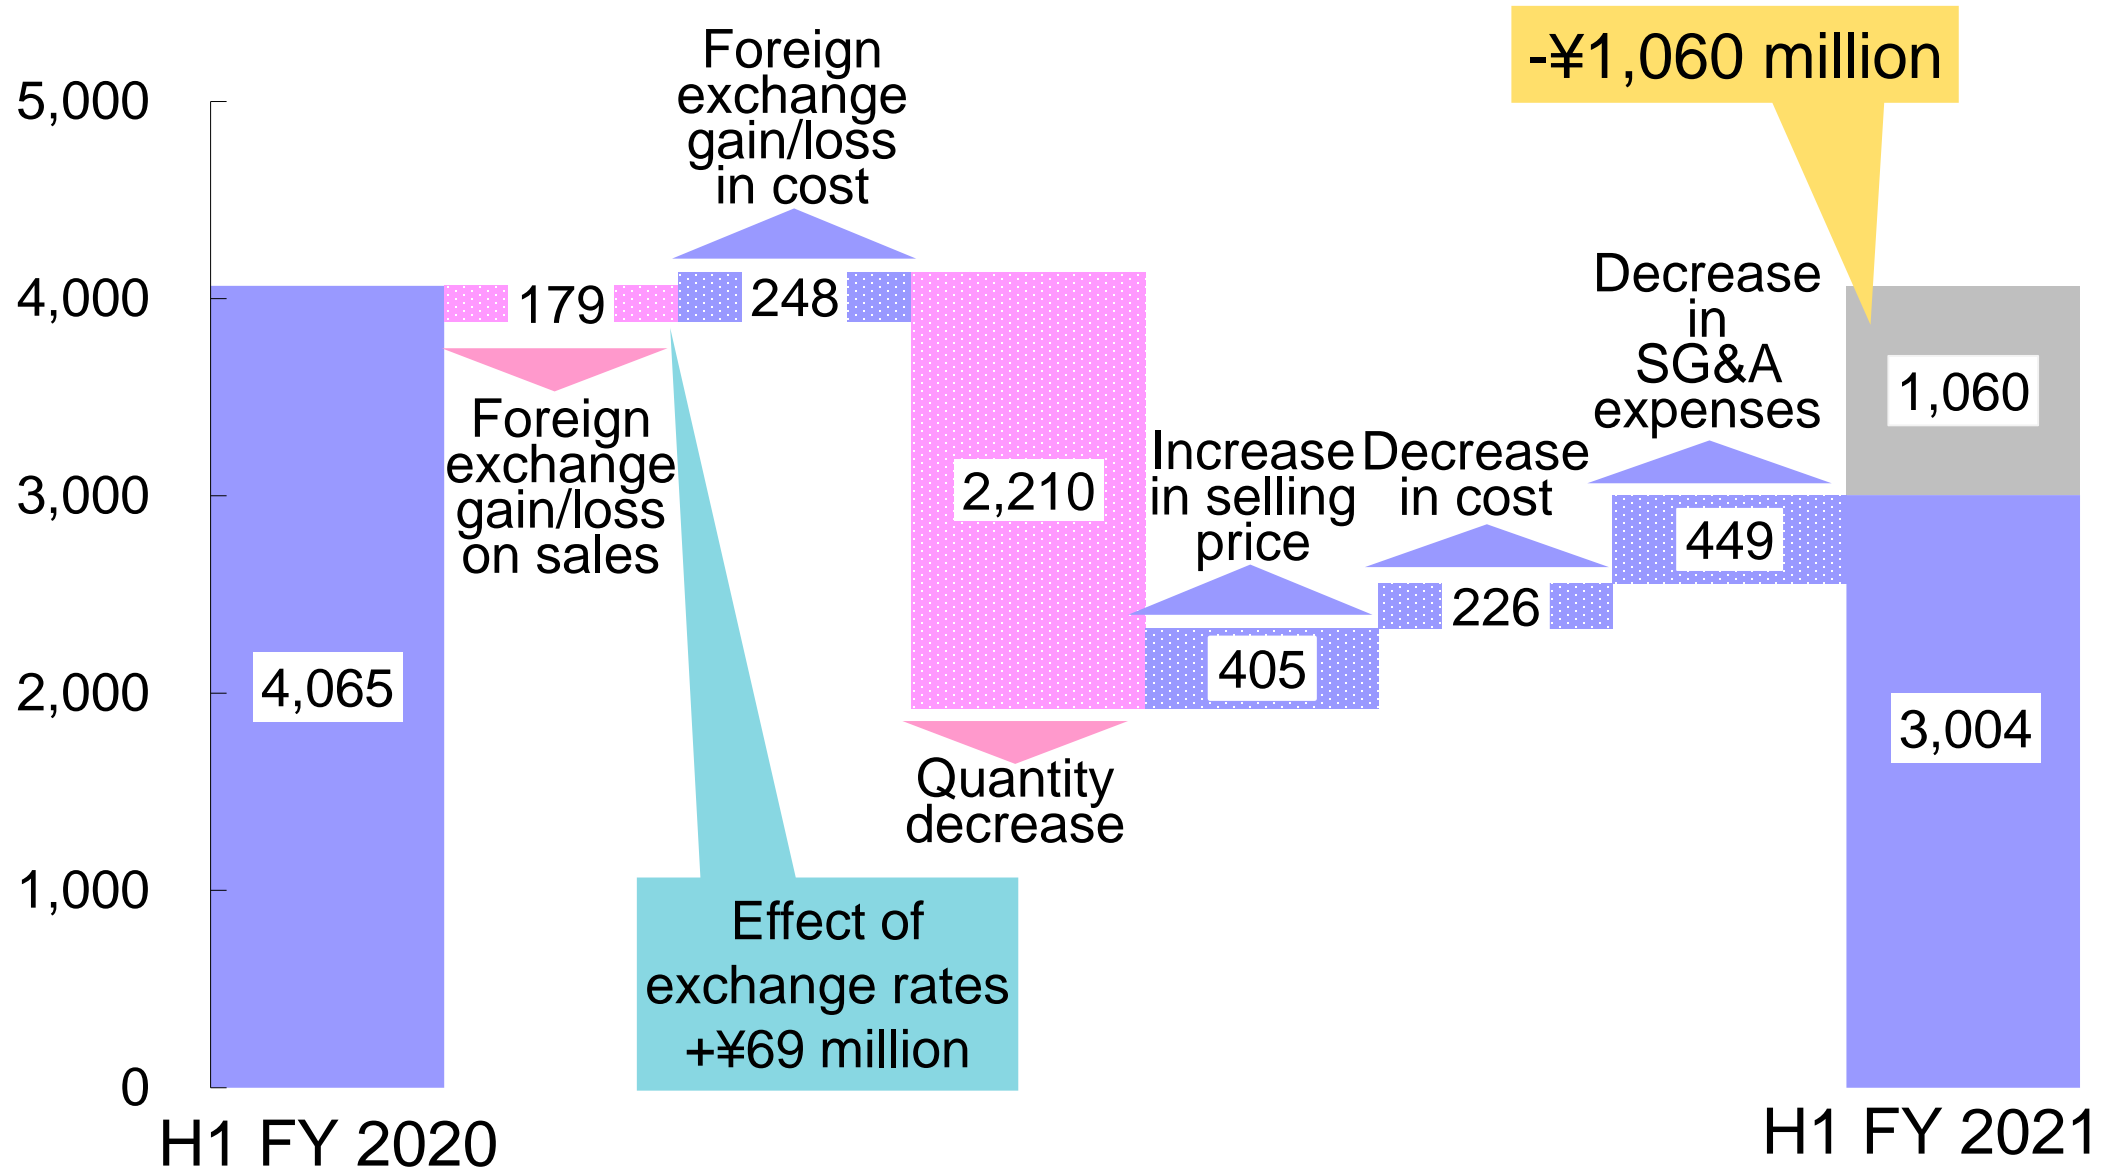 -¥1,060 million
5,000
4,000
3,000
2,000
1,000
0
4,065
H1 FY 2020
179
Foreign
exchange
gain/loss
on sales
Foreign
exchange
gain/loss
in cost
248
Effect of
exchange rates
+¥69 million
2,210
Quantity
decrease
Increase
in selling
price
405
Decrease
in cost
226
Decrease
in
SG&A
expenses
449
1,060
3,004
H1 FY 2021